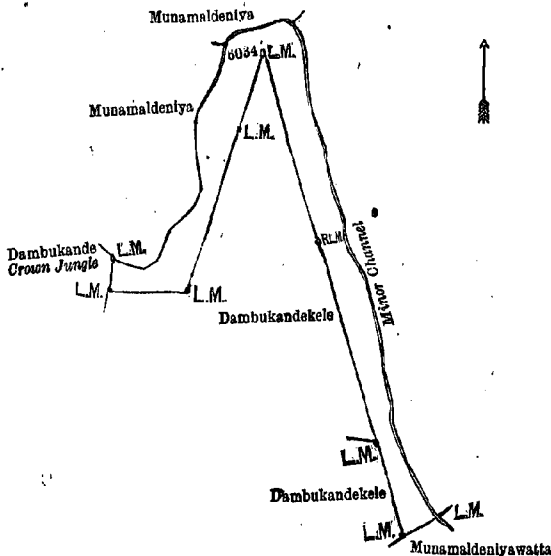 Munamaldeniya
6034 L.M.
Munamaldeniya
L.M.
Dambukande
Crown Jungle
L.M.
R.L.M.
Minor Channel
L.M.
L.M.
Dambukandekele
L.M.
Dambukandekele
L.M.
L.M.
Munamaldeniyawatta